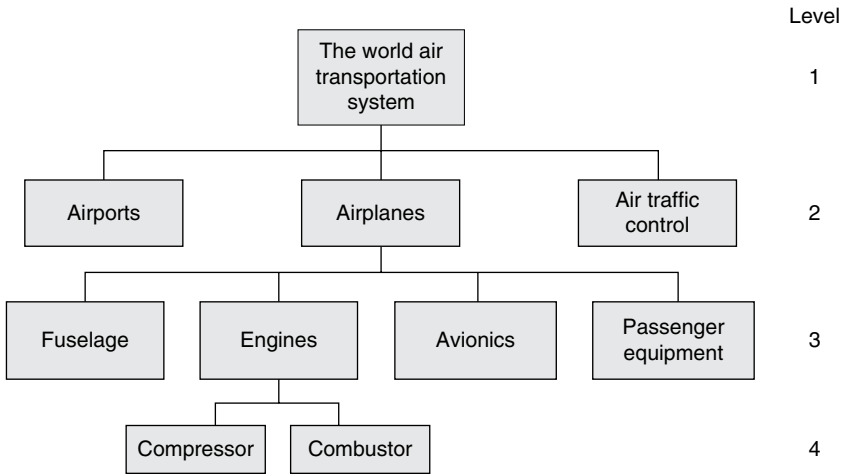 Level
The world air
transportation
system
1
Airports
Airplanes
Air traffic
control
2
Fuselage
Engines
Avionics
Passenger
equipment
3
Compressor
Combustor
4